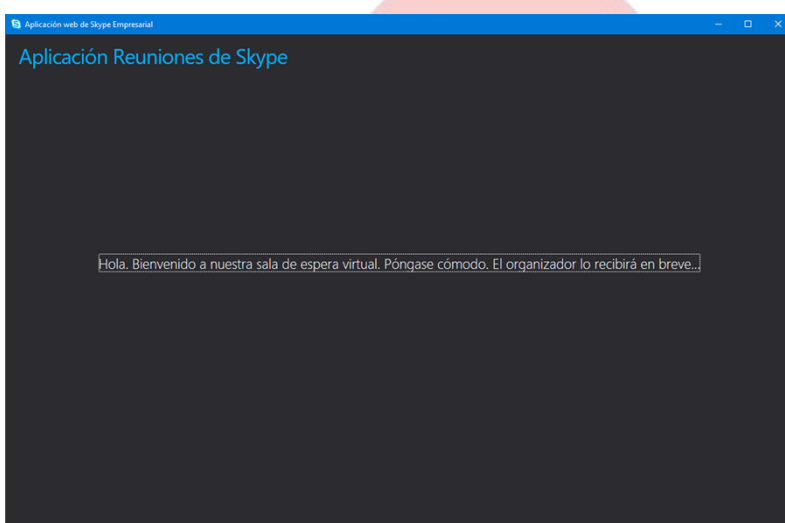 Aplicación web de Skype Empresarial
Aplicación Reuniones de Skype
Hola. Bienvenido a nuestra sala de espera virtual. Póngase cómodo. El organizador lo recibirá en breve...